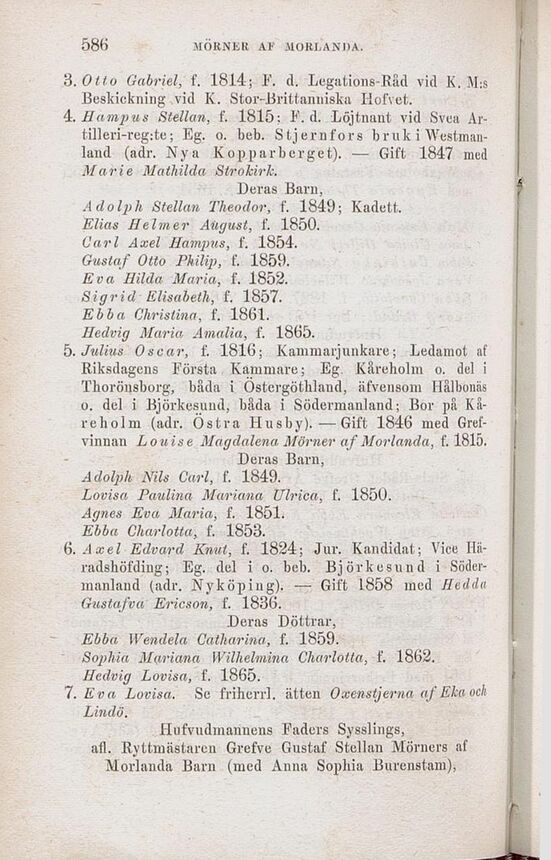 586
MÖRNER AF MORLANDA.
3. Otto Gabriel, f. 1814; F. d. Legations-Råd vid K. M:s
Beskickning vid K. Stor-Brittanniska Hofvet.
4. Hampus Stellan, f. 1815; F. d. Löjtnant vid Svea Ar-
tilleri-reg:te; Eg. o. beb. Stjernfors bruk i Westman-
land (adr. Nya Kopparberget). — Gift 1847 med
Marie Mathilda Strokirk.
Deras Barn,
Adolph Stellan Theodor, f. 1849; Kadett.
Elias Helmer August, f. 1850.
Carl Axel Hampus, f. 1854.
Gustaf Otto Philip, f. 1859.
Eva Hilda Maria, f. 1852.
Sigrid Elisabeth, f. 1857.
Ebba Christina, f. 1861.
Hedvig Maria Amalia, f. 1865.
5. Julius Oscar, f. 1816; Kammarjunkare; Ledamot af
Riksdagens Första Kammare; Eg. Kåreholm o. del i
Thorönsborg, båda i Östergöthland, äfvensom Hålbonäs
o. del i Björkesund, båda i Södermanland; Bor på Kå-
reholm (adr. Östra Husby). — Gift 1846 med Gref-
vinnan Louise Magdalena Mörner af Morlanda, f. 1815.
Deras Barn,
Adolph Nils Carl, f. 1849.
Lovisa Paulina Mariana Ulrica, f. 1850.
Agnes Eva Maria, f. 1851.
Ebba Charlotta, f. 1853.
6. Axel Edvard Knut, f. 1824; Jur. Kandidat; Vice Hä-
radshöfding; Eg. del i o. beb. Björkesund i Söder-
manland (adr. Nyköping). — Gift 1858 med Hedda
Gustafva Ericson, f. 1836.
Deras Döttrar,
Ebba Wendela Catharina, f. 1859.
Sophia Mariana Wilhelmina Charlotta, f. 1862.
Hedvig Lovisa, f. 1865.
7. Eva Lovisa. Se friherrl. ätten Oxenstjerna af Eka och
Lindö.
Hufvudmannens Faders Sysslings,
afl. Ryttmästaren Grefve Gustaf Stellan Mörners af
Morlanda Barn (med Anna Sophia Burenstam),